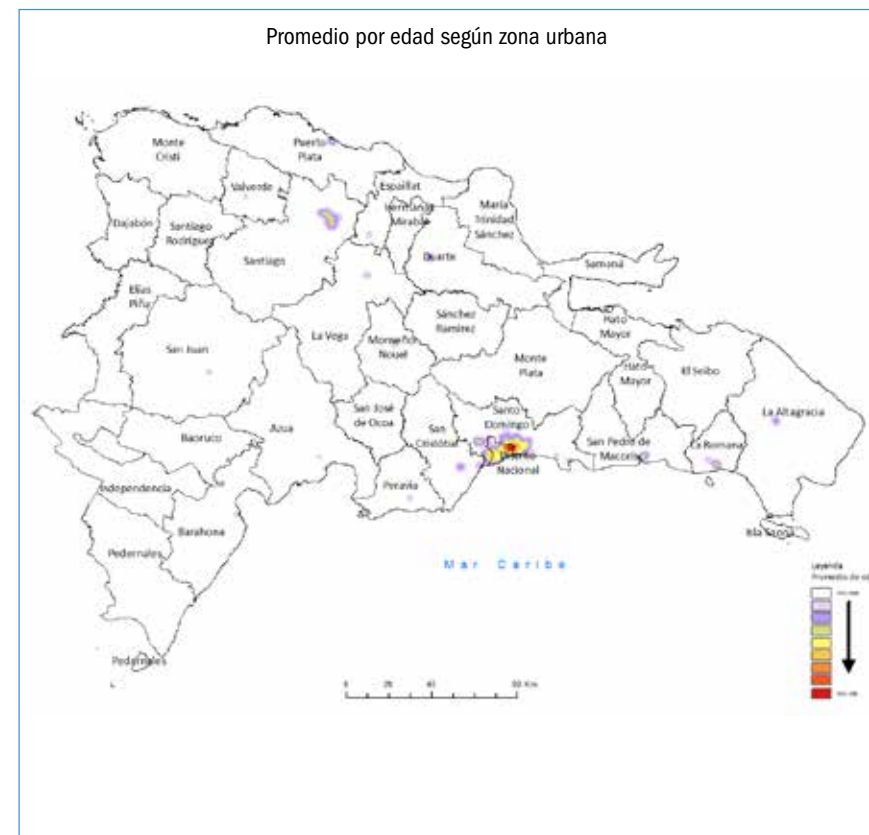 Promedio por edad según zona urbana
Monte
Cristi
Puerto
Plata
Valverde
Espaillat
Hermanas
Mirabal
María
Trinidad
Sánchez
Dajabón
Santiago
Rodríguez
Santiago
Duarte
Samaná
Elías
Piña
San Juan
La Vega
Monseñor
Nouel
Sánchez
Ramírez
Hato
Mayor
Monte
Plata
Hato
Mayor
El Seibo
La Altagracia
San José
de Ocoa
San
Cristóbal
Santo
Domingo
Azua
Baoruco
San Pedro de
Macorís
La Romana
Nacional
Peravia
Independencia
Barahona
Pedernales
Isla Saona
Mar Caribe
Pedernales
Leyenda
Promedio de
0 20 40 80 Km